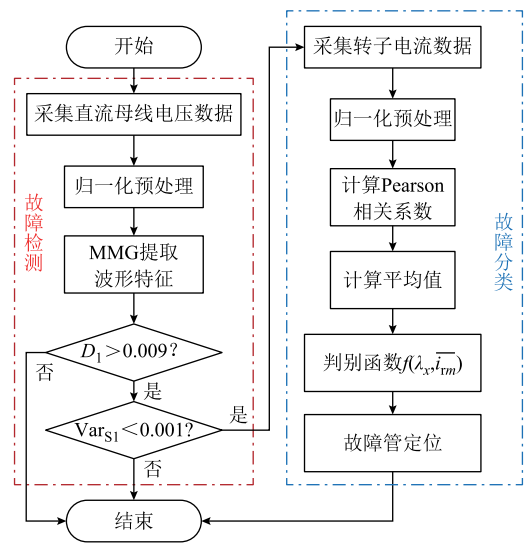 开始
故障检测
采集直流母线电压数据
归一化预处理
MMG提取
波形特征
D₁>0.009?
否
是
Var_S1<0.001?
是
否
结束
故障分类
采集转子电流数据
归一化预处理
计算Pearson
相关系数
计算平均值
判别函数f(λₓ,i̅_rm)
故障管定位